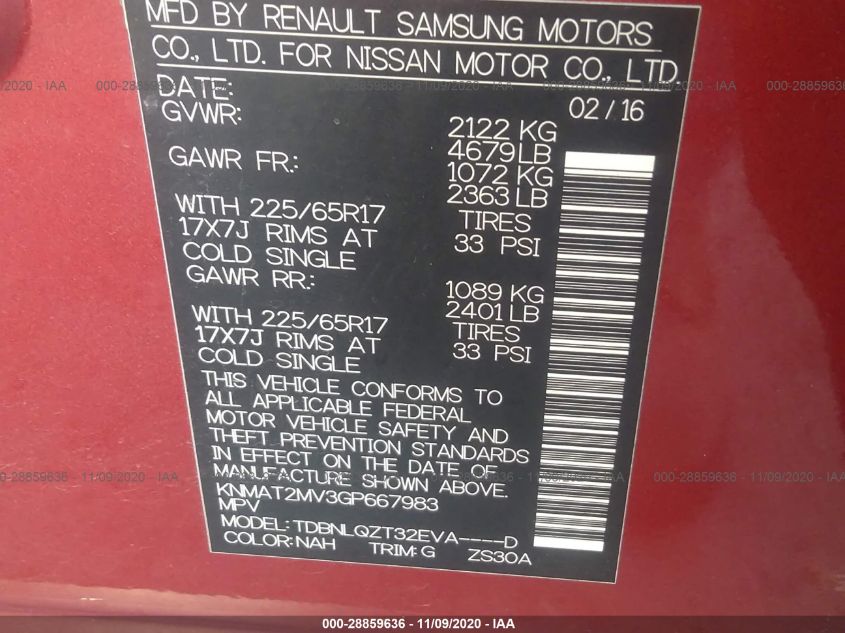 MFD BY RENAULT SAMSUNG MOTORS
CO., LTD. FOR NISSAN MOTOR CO., LTD
DATE: 02 / 16
GVWR: 2122 KG
4679 LB
GAWR FR.: 1072 KG
2363 LB
WITH 225/65R17 TIRES
17X7J RIMS AT 33 PSI
COLD SINGLE
GAWR RR.: 1089 KG
2401 LB
WITH 225/65R17 TIRES
17X7J RIMS AT 33 PSI
COLD SINGLE
THIS VEHICLE CONFORMS TO
ALL APPLICABLE FEDERAL
MOTOR VEHICLE SAFETY AND
THEFT PREVENTION STANDARDS
IN EFFECT ON THE DATE OF
MANUFACTURE SHOWN ABOVE.
KNMAT2MV3GP667983
MPV
MODEL: TDBNLQZT32EVA----D
COLOR: NAH TRIM: G ZS30A
000-28859636 - 11/09/2020 - IAA